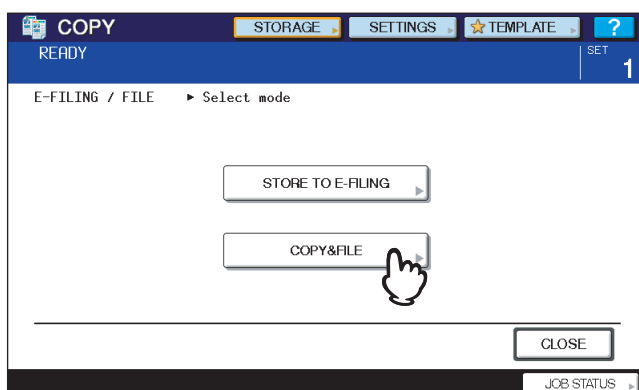 COPY STORAGE SETTINGS TEMPLATE ?
READY SET
1
E-FILING / FILE ► Select mode
STORE TO E-FILING
COPY&FILE
CLOSE
JOB STATUS